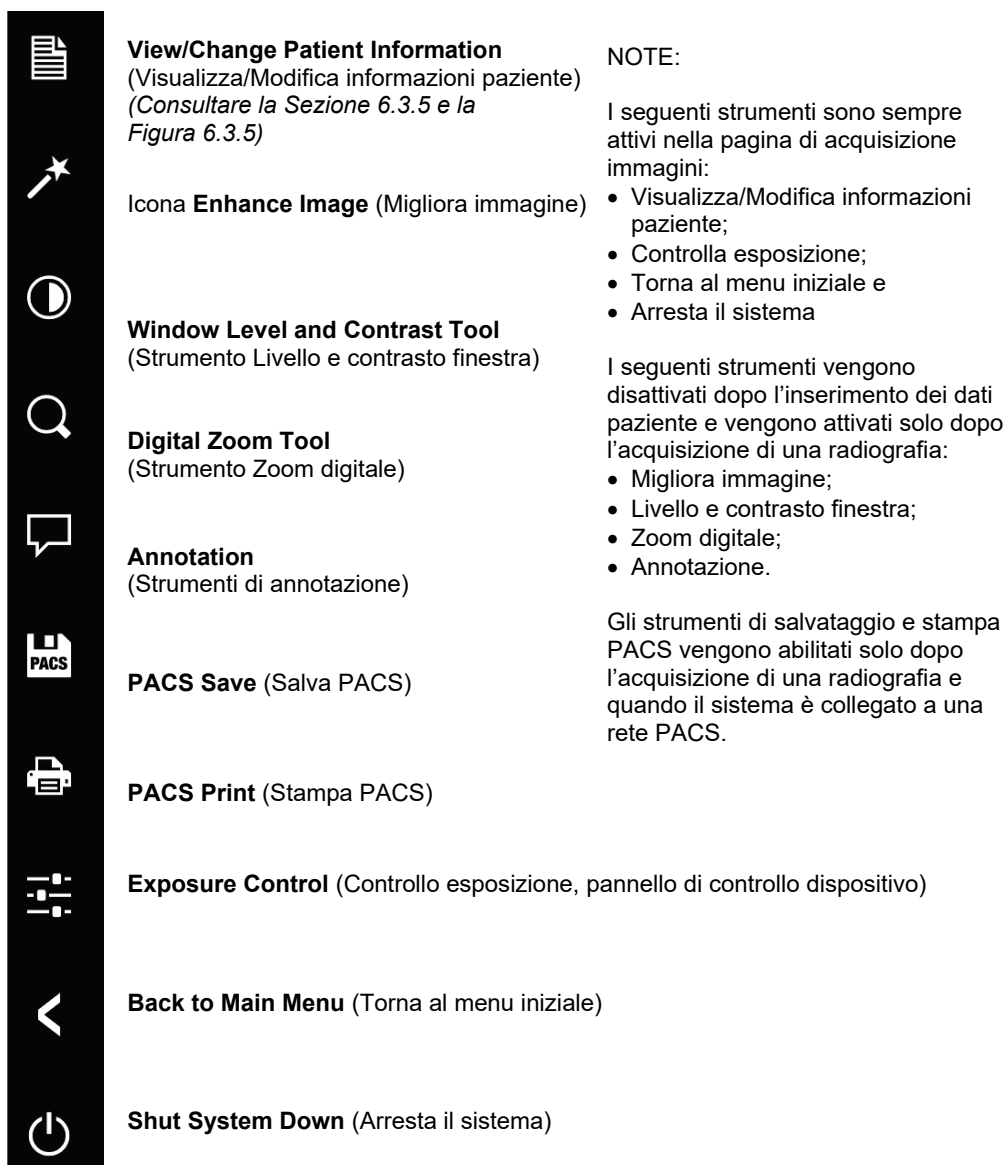 View/Change Patient Information
(Visualizza/Modifica informazioni paziente)
(Consultare la Sezione 6.3.5 e la
Figura 6.3.5)
Icona Enhance Image (Migliora immagine)
Window Level and Contrast Tool
(Strumento Livello e contrasto finestra)
Digital Zoom Tool
(Strumento Zoom digitale)
Annotation
(Strumenti di annotazione)
PACS
PACS Save (Salva PACS)
PACS Print (Stampa PACS)
Exposure Control (Controllo esposizione, pannello di controllo dispositivo)
Back to Main Menu (Torna al menu iniziale)
Shut System Down (Arresta il sistema)
NOTE:
I seguenti strumenti sono sempre
attivi nella pagina di acquisizione
immagini:
• Visualizza/Modifica informazioni
paziente;
• Controlla esposizione;
• Torna al menu iniziale e
• Arresta il sistema
I seguenti strumenti vengono
disattivati dopo l’inserimento dei dati
paziente e vengono attivati solo dopo
l’acquisizione di una radiografia:
• Migliora immagine;
• Livello e contrasto finestra;
• Zoom digitale;
• Annotazione.
Gli strumenti di salvataggio e stampa
PACS vengono abilitati solo dopo
l’acquisizione di una radiografia e
quando il sistema è collegato a una
rete PACS.